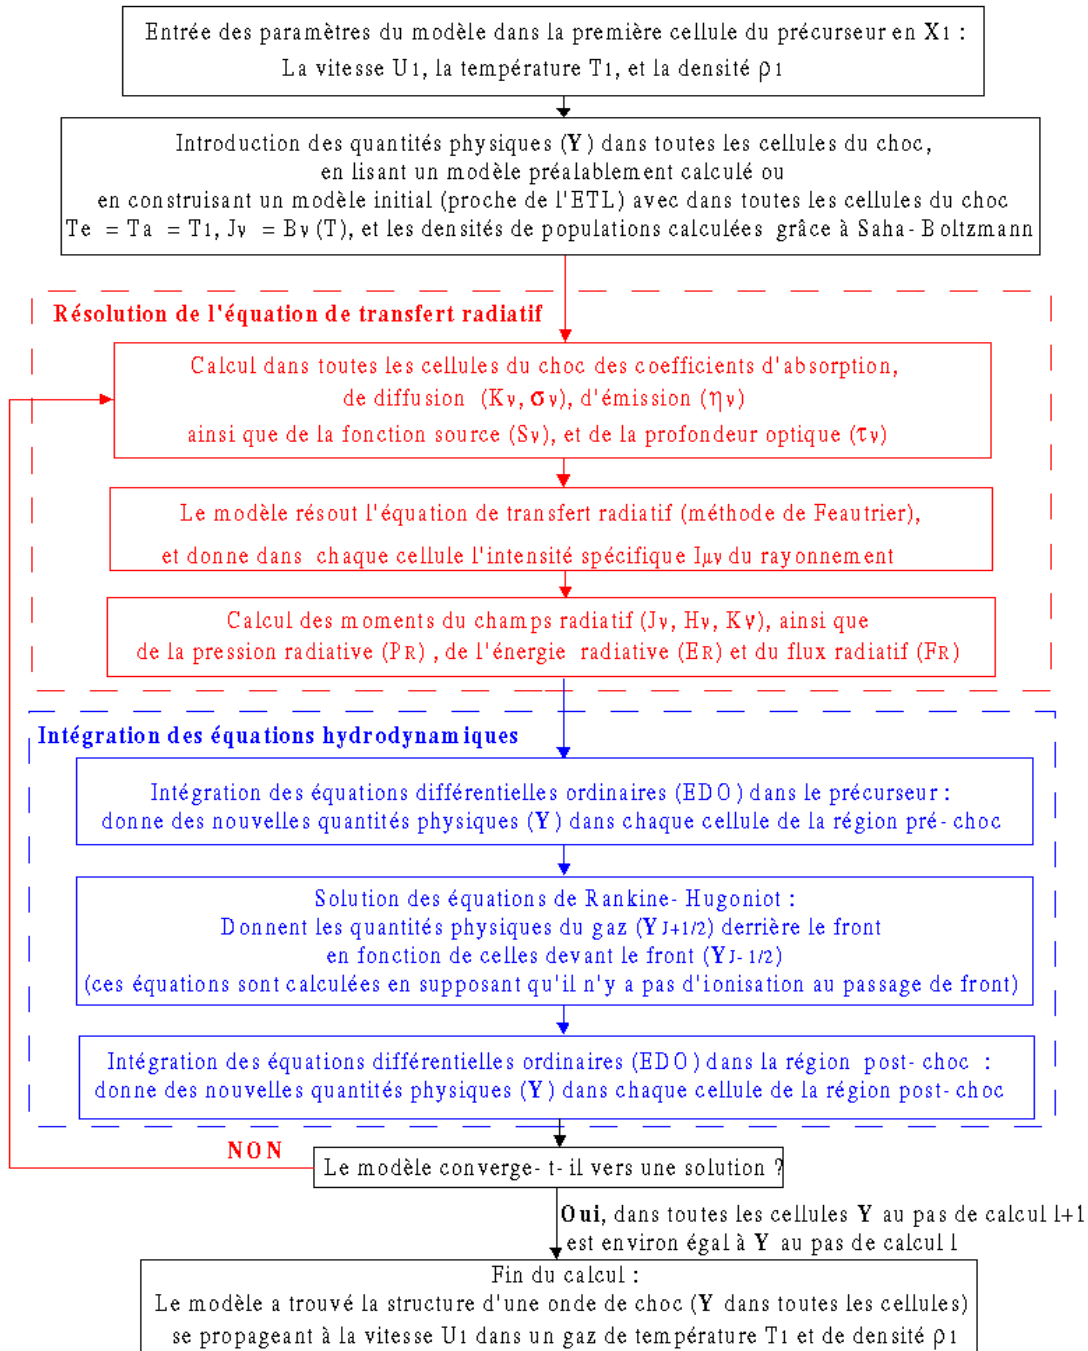 Entrée des paramètres du modèle dans la première cellule du précurseur en X1 :
La vitesse U1, la température T1, et la densité ρ1
Introduction des quantités physiques (Y) dans toutes les cellules du choc,
en lisant un modèle préalablement calculé ou
en construisant un modèle initial (proche de l'ETL) avec dans toutes les cellules du choc
Te = Ta = T1, Jν = Bν (T), et les densités de populations calculées grâce à Saha- Boltzmann
Résolution de l'équation de transfert radiatif
Calcul dans toutes les cellules du choc des coefficients d'absorption,
de diffusion (Kν, σν), d'émission (ην)
ainsi que de la fonction source (Sν), et de la profondeur optique (τν)
Le modèle résout l'équation de transfert radiatif (méthode de Feautrier),
et donne dans chaque cellule l'intensité spécifique Iμν du rayonnement
Calcul des moments du champs radiatif (Jν, Hν, Kν), ainsi que
de la pression radiative (PR) , de l'énergie radiative (ER) et du flux radiatif (FR)
Intégration des équations hydrodynamiques
Intégration des équations différentielles ordinaires (EDO) dans le précurseur :
donne des nouvelles quantités physiques (Y) dans chaque cellule de la région pré- choc
Solution des équations de Rankine- Hugoniot :
Donnent les quantités physiques du gaz (YJ+1/2) derrière le front
en fonction de celles devant le front (YJ- 1/2)
(ces équations sont calculées en supposant qu'il n'y a pas d'ionisation au passage de front)
Intégration des équations différentielles ordinaires (EDO) dans la région post- choc :
donne des nouvelles quantités physiques (Y) dans chaque cellule de la région post- choc
NON
Le modèle converge- t- il vers une solution ?
Oui, dans toutes les cellules Y au pas de calcul l+1
est environ égal à Y au pas de calcul l
Fin du calcul :
Le modèle a trouvé la structure d'une onde de choc (Y dans toutes les cellules)
se propageant à la vitesse U1 dans un gaz de température T1 et de densité ρ1